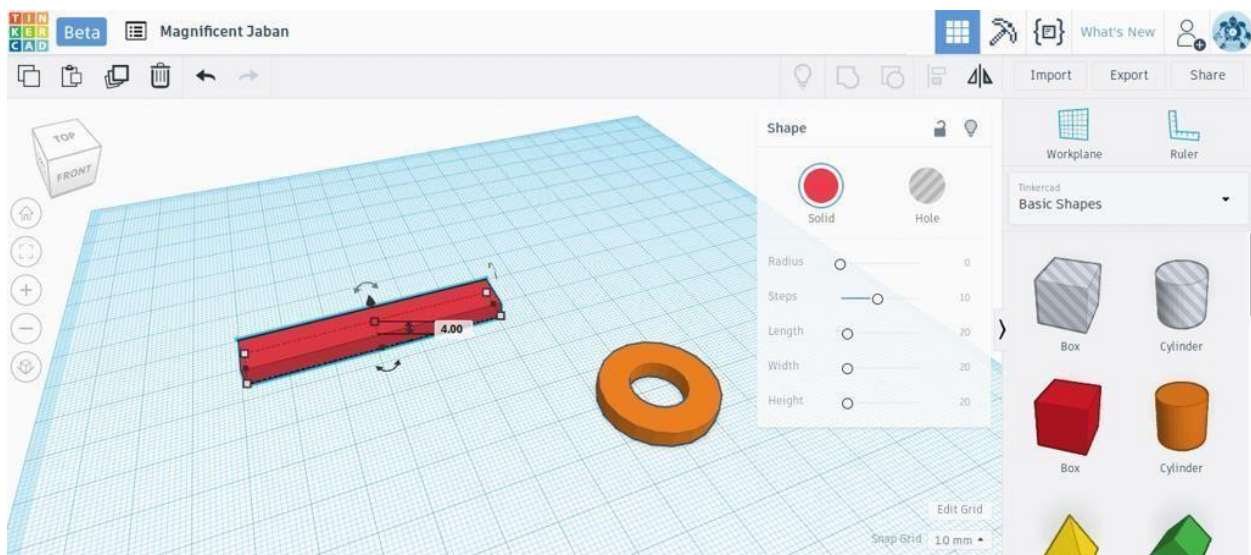 TIN
KER
CAD
Beta
Magnificent Jaban
What's New
Import
Export
Share
TOP
FRONT
Shape
Solid
Hole
Radius
0
Steps
10
Length
20
Width
20
Height
20
4.00
Edit Grid
Snap Grid 1.0 mm
Workplane
Ruler
Tinkercad
Basic Shapes
Box
Cylinder
Box
Cylinder